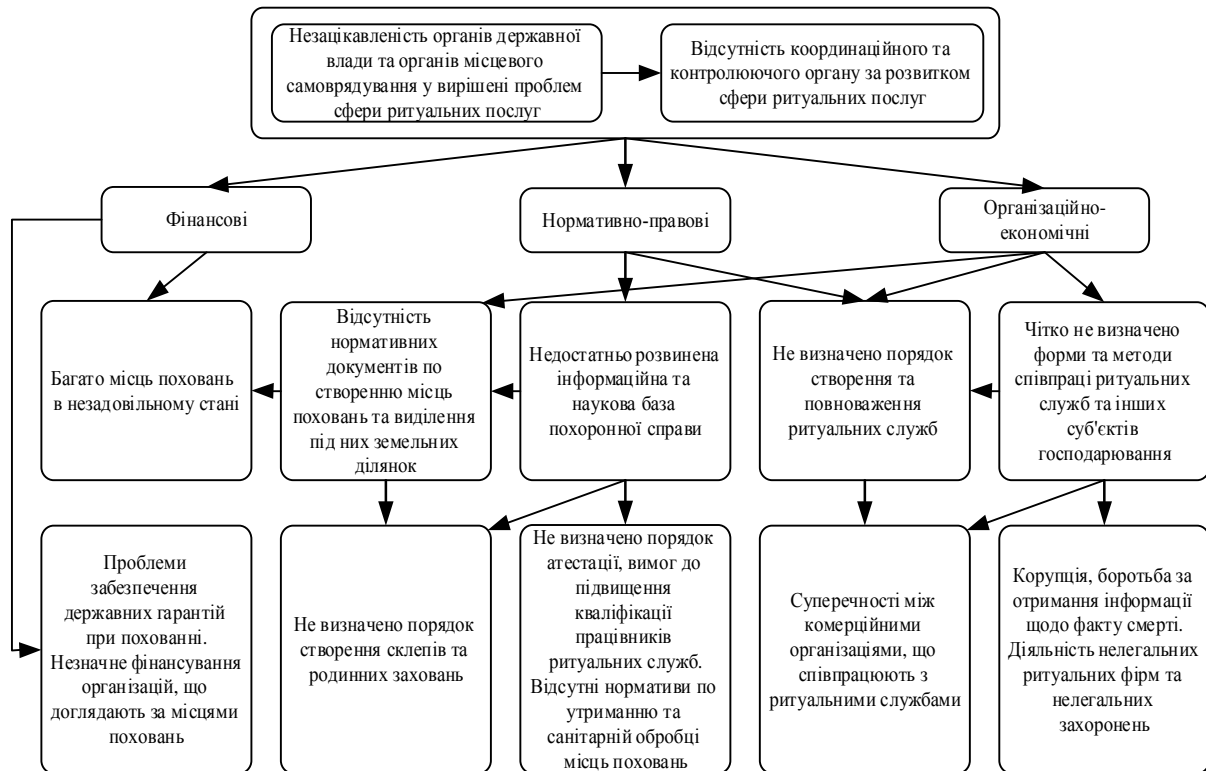 Незацікавленість органів державної
влади та органів місцевого
самоврядування у вирішені проблем
сфери ритуальних послуг
Відсутність координаційного та
контролюючого органу за розвитком
сфери ритуальних послуг
Фінансові
Нормативно-правові
Організаційно-
економічні
Багато місць поховань
в незадовільному стані
Відсутність
нормативних
документів по
створенню місць
поховань та виділення
під них земельних
ділянок
Недостатньо розвинена
інформаційна та
наукова база
похоронної справи
Не визначено порядок
створення та
повноваження
ритуальних служб
Чітко не визначено
форми та методи
співпраці ритуальних
служб та інших
суб'єктів
господарювання
Проблеми
забезпечення
державних гарантій
при похованні.
Незначне фінансування
організацій, що
доглядають за місцями
поховань
Не визначено порядок
створення склепів та
родинних заховань
Не визначено порядок
атестації, вимог до
підвищення
кваліфікації
працівників
ритуальних служб.
Відсутні нормативи по
утриманню та
санітарній обробці
місць поховань
Суперечності між
комерційними
організаціями, що
співпрацюють з
ритуальними службами
Корупція, боротьба за
отримання інформації
щодо факту смерті.
Діяльність нелегальних
ритуальних фірм та
нелегальних
захоронень